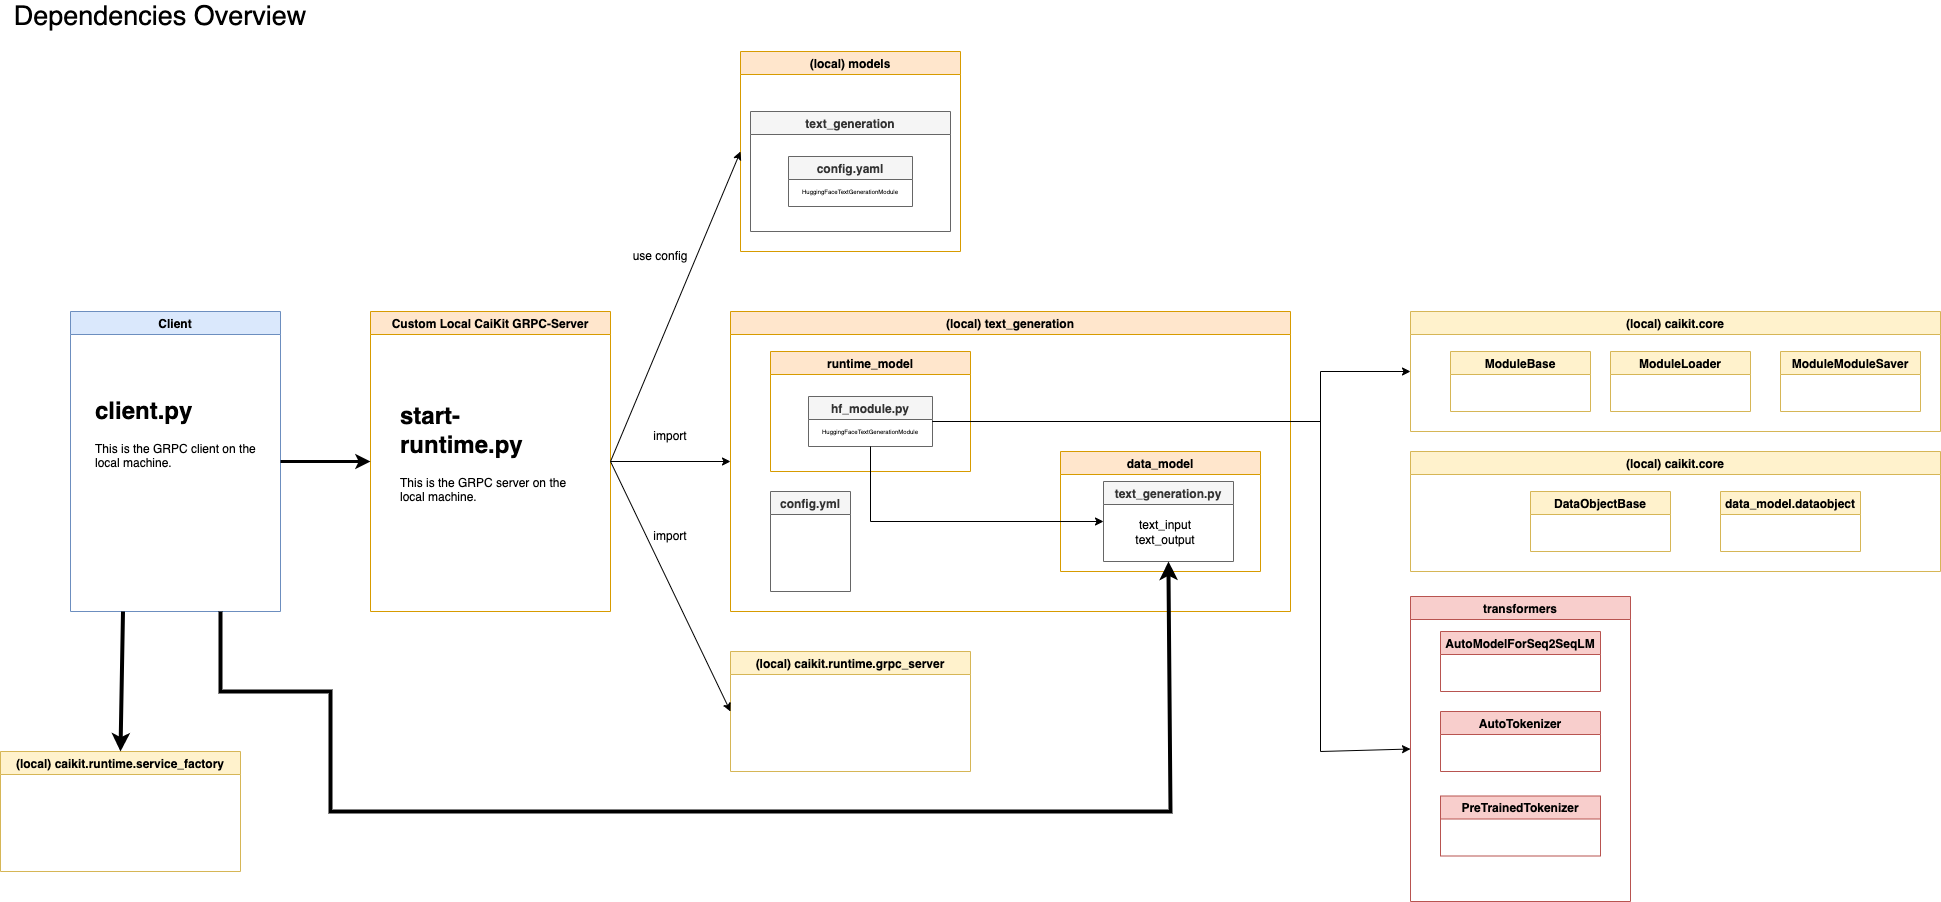 Dependencies Overview
(local) models
text_generation
config.yaml
HuggingFaceTextGenerationModule
use config
Client
client.py
This is the GRPC client on the
local machine.
Custom Local CaiKit GRPC-Server
start-
runtime.py
This is the GRPC server on the
local machine.
import
import
(local) text_generation
runtime_model
hf_module.py
HuggingFaceTextGenerationModule
config.yml
data_model
text_generation.py
text_input
text_output
(local) caikit.core
ModuleBase
ModuleLoader
ModuleModuleSaver
(local) caikit.core
DataObjectBase
data_model.dataobject
transformers
AutoModelForSeq2SeqLM
AutoTokenizer
PreTrainedTokenizer
(local) caikit.runtime.grpc_server
(local) caikit.runtime.service_factory